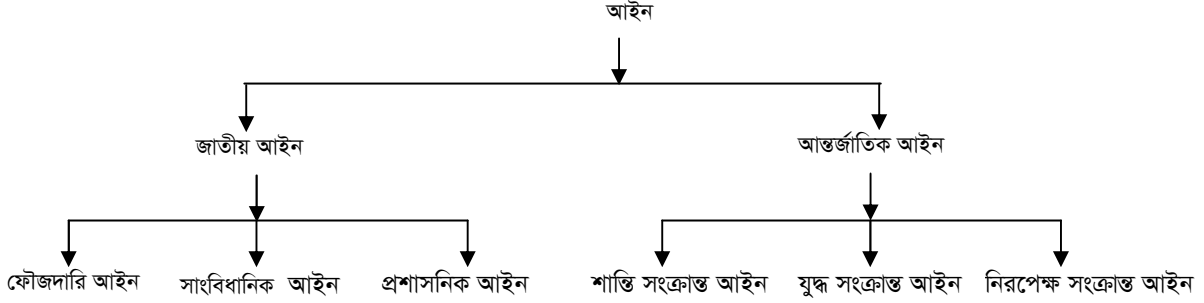 আইন
জাতীয় আইন
আন্তর্জাতিক আইন
ফৌজদারি আইন
সাংবিধানিক আইন
প্রশাসনিক আইন
শান্তি সংক্রান্ত আইন
যুদ্ধ সংক্রান্ত আইন
নিরপেক্ষ সংক্রান্ত আইন